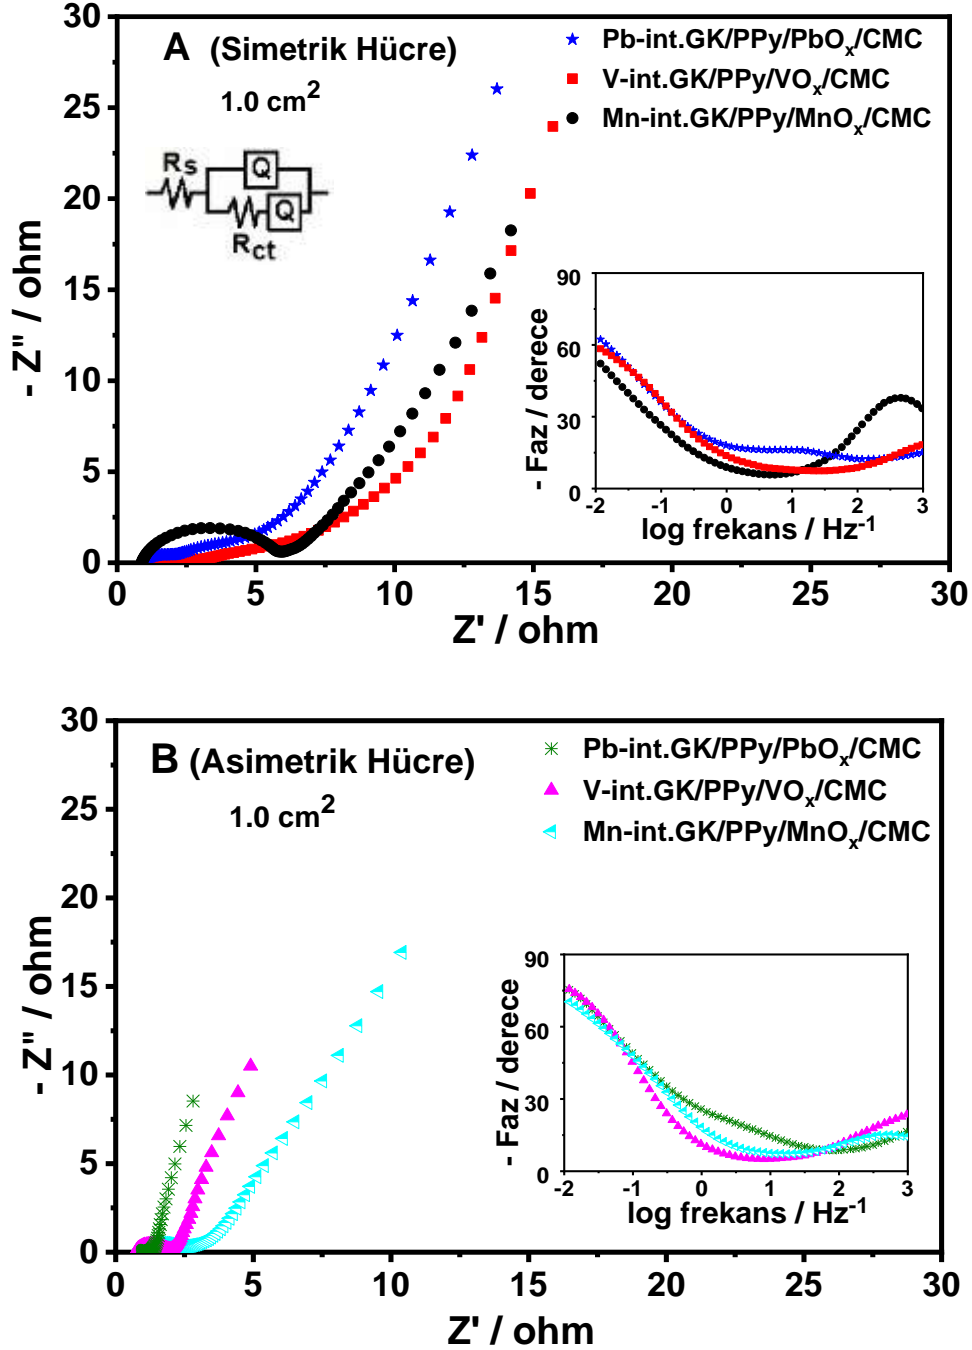 A (Simetrik Hücre)
1.0 cm²
Pb-int.GK/PPy/PbOₓ/CMC
V-int.GK/PPy/VOₓ/CMC
Mn-int.GK/PPy/MnOₓ/CMC
Rs
Q
Q
Rct
- Z" / ohm
30
25
20
15
10
5
0
0 5 10 15 20 25 30
Z' / ohm
- Faz / derece
90
60
30
0
-2 -1 0 1 2 3
log frekans / Hz⁻¹
B (Asimetrik Hücre)
1.0 cm²
Pb-int.GK/PPy/PbOₓ/CMC
V-int.GK/PPy/VOₓ/CMC
Mn-int.GK/PPy/MnOₓ/CMC
- Z" / ohm
30
25
20
15
10
5
0
0 5 10 15 20 25 30
Z' / ohm
- Faz / derece
90
60
30
0
-2 -1 0 1 2 3
log frekans / Hz⁻¹